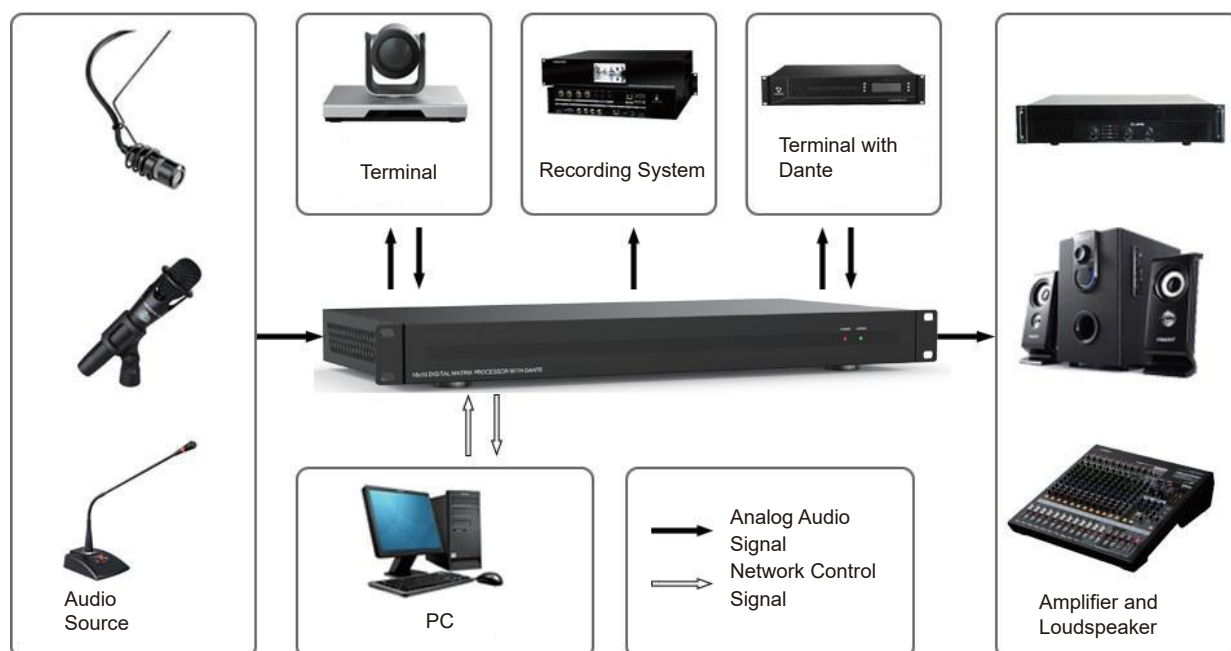 Terminal
Recording System
Terminal with
Dante
16x16 DIGITAL MATRIX PROCESSOR WITH DANTE
Audio
Source
PC
Analog Audio
Signal
Network Control
Signal
Amplifier and
Loudspeaker